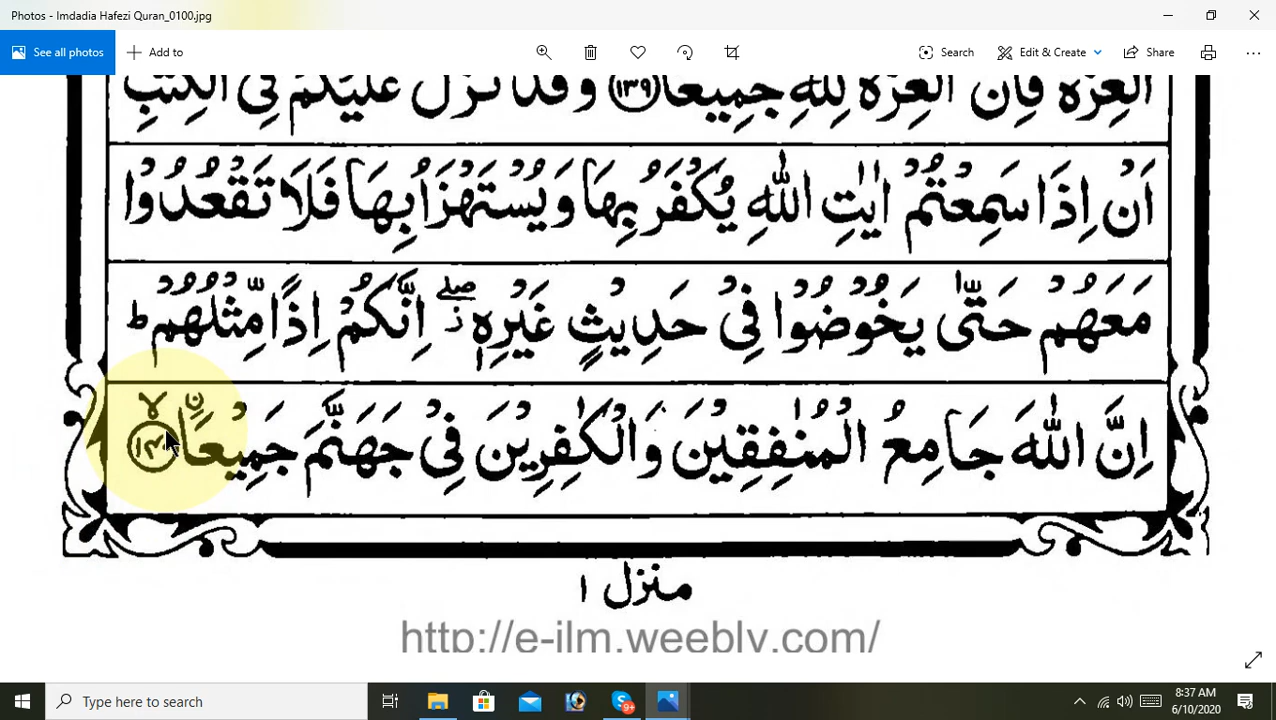 Photos - Imdadia Hafezi Quran_0100.jpg
See all photos
Add to
Search
Edit & Create
Share
الْعِزَّةَ فَاِنَّ الْعِزَّةَ لِلّٰهِ جَمِيْعًا ۝١٣٩ وَقَدْ نَزَّلَ عَلَيْكُمْ فِى الْكِتٰبِ
اَنْ اِذَا سَمِعْتُمْ اٰيٰتِ اللّٰهِ يُكْفَرُ بِهَا وَيُسْتَهْزَاُ بِهَا فَلَا تَقْعُدُوْا
مَعَهُمْ حَتّٰى يَخُوْضُوْا فِىْ حَدِيْثٍ غَيْرِهٖۤ ۖز اِنَّكُمْ اِذًا مِّثْلُهُمْ ؕ
اِنَّ اللّٰهَ جَامِعُ الْمُنٰفِقِيْنَ وَالْكٰفِرِيْنَ فِىْ جَهَنَّمَ جَمِيْعًا ۙ
منزل ۱
http://e-ilm.weebly.com/
Type here to search
9+
8:37 AM
6/10/2020